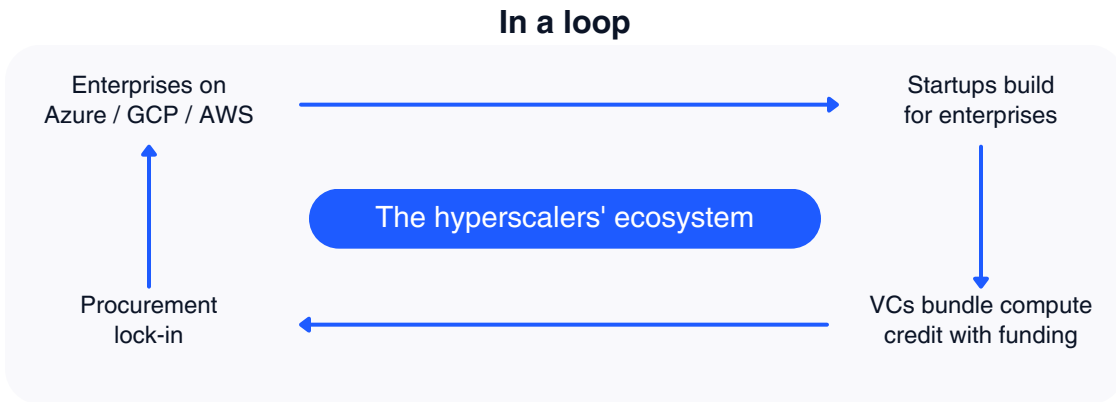 In a loop
Enterprises on
Azure / GCP / AWS
Startups build
for enterprises
The hyperscalers' ecosystem
Procurement
lock-in
VCs bundle compute
credit with funding